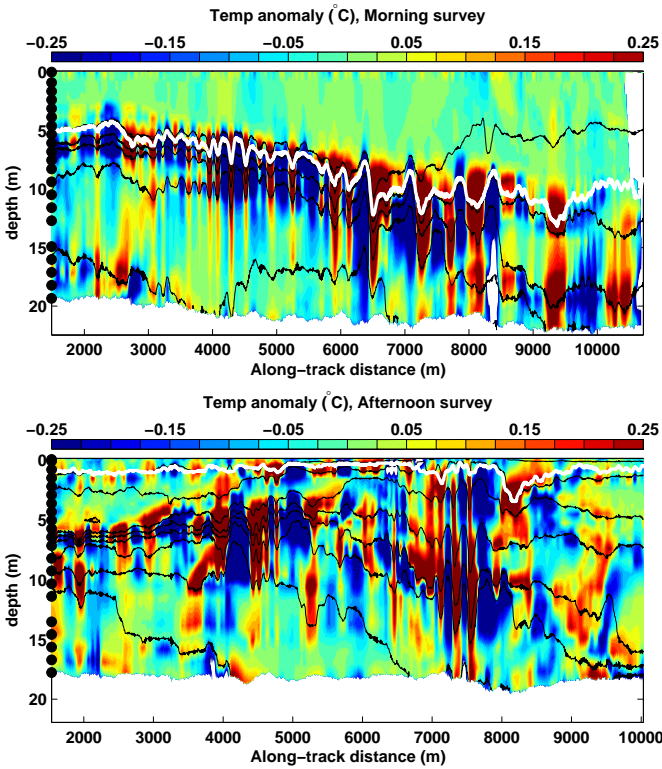 Temp anomaly (°C), Morning survey
−0.25 −0.15 −0.05 0.05 0.15 0.25
0
5
10
15
20
depth (m)
2000 3000 4000 5000 6000 7000 8000 9000 10000
Along−track distance (m)
Temp anomaly (°C), Afternoon survey
−0.25 −0.15 −0.05 0.05 0.15 0.25
0
5
10
15
20
depth (m)
2000 3000 4000 5000 6000 7000 8000 9000 10000
Along−track distance (m)